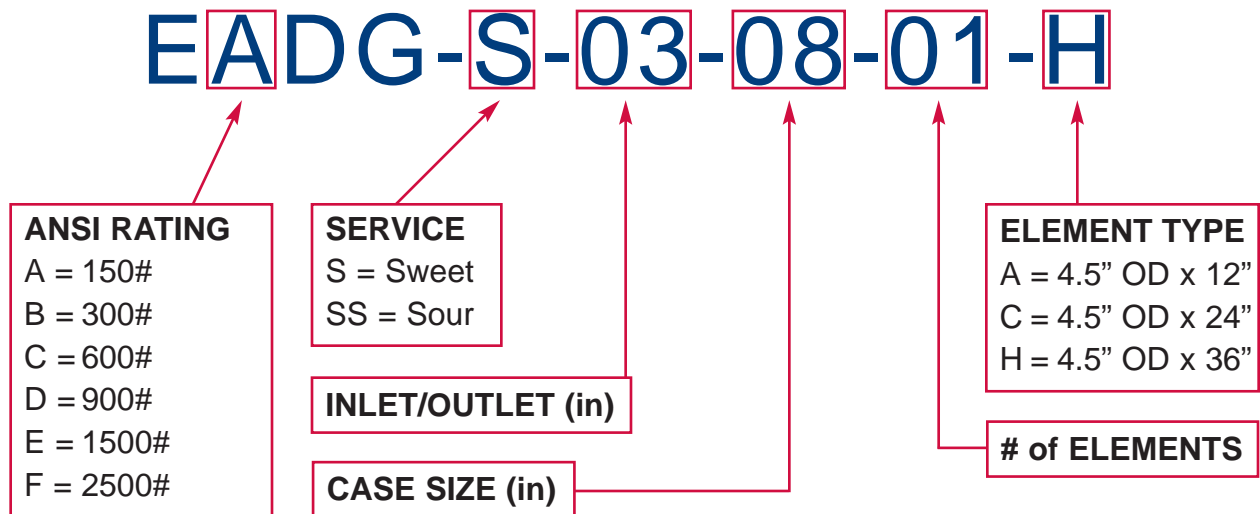 EADG-S-03-08-01-H
ANSI RATING
A = 150#
B = 300#
C = 600#
D = 900#
E = 1500#
F = 2500#
SERVICE
S = Sweet
SS = Sour
INLET/OUTLET (in)
CASE SIZE (in)
ELEMENT TYPE
A = 4.5” OD x 12”
C = 4.5” OD x 24”
H = 4.5” OD x 36”
# of ELEMENTS